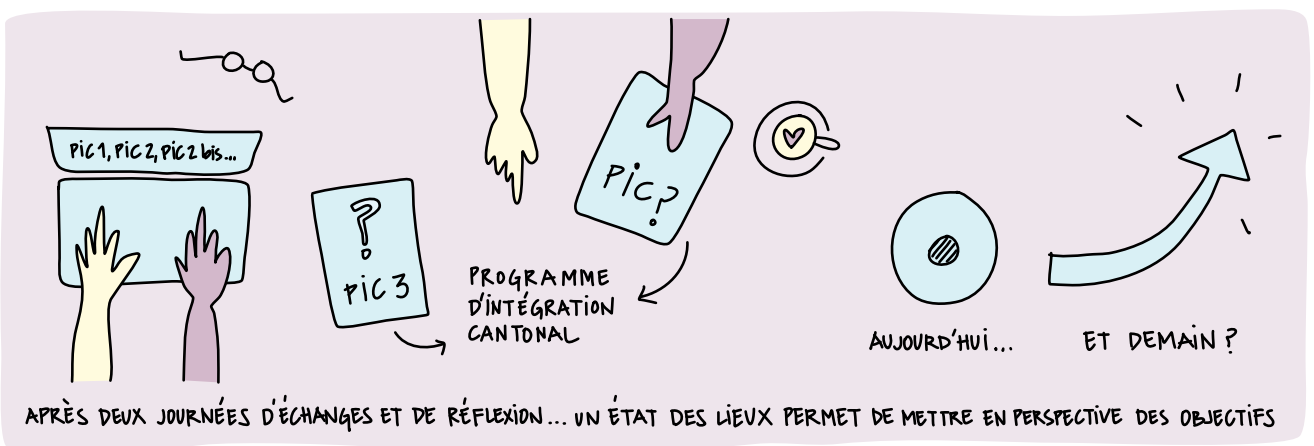 PiC 1, PiC 2, PiC 2 bis...
?
PiC 3
PiC?
PROGRAMME
D'INTÉGRATION
CANTONAL
AUJOURD'HUI...
ET DEMAIN ?
APRÈS DEUX JOURNÉES D'ÉCHANGES ET DE RÉFLEXION... UN ÉTAT DES LIEUX PERMET DE METTRE EN PERSPECTIVE DES OBJECTIFS